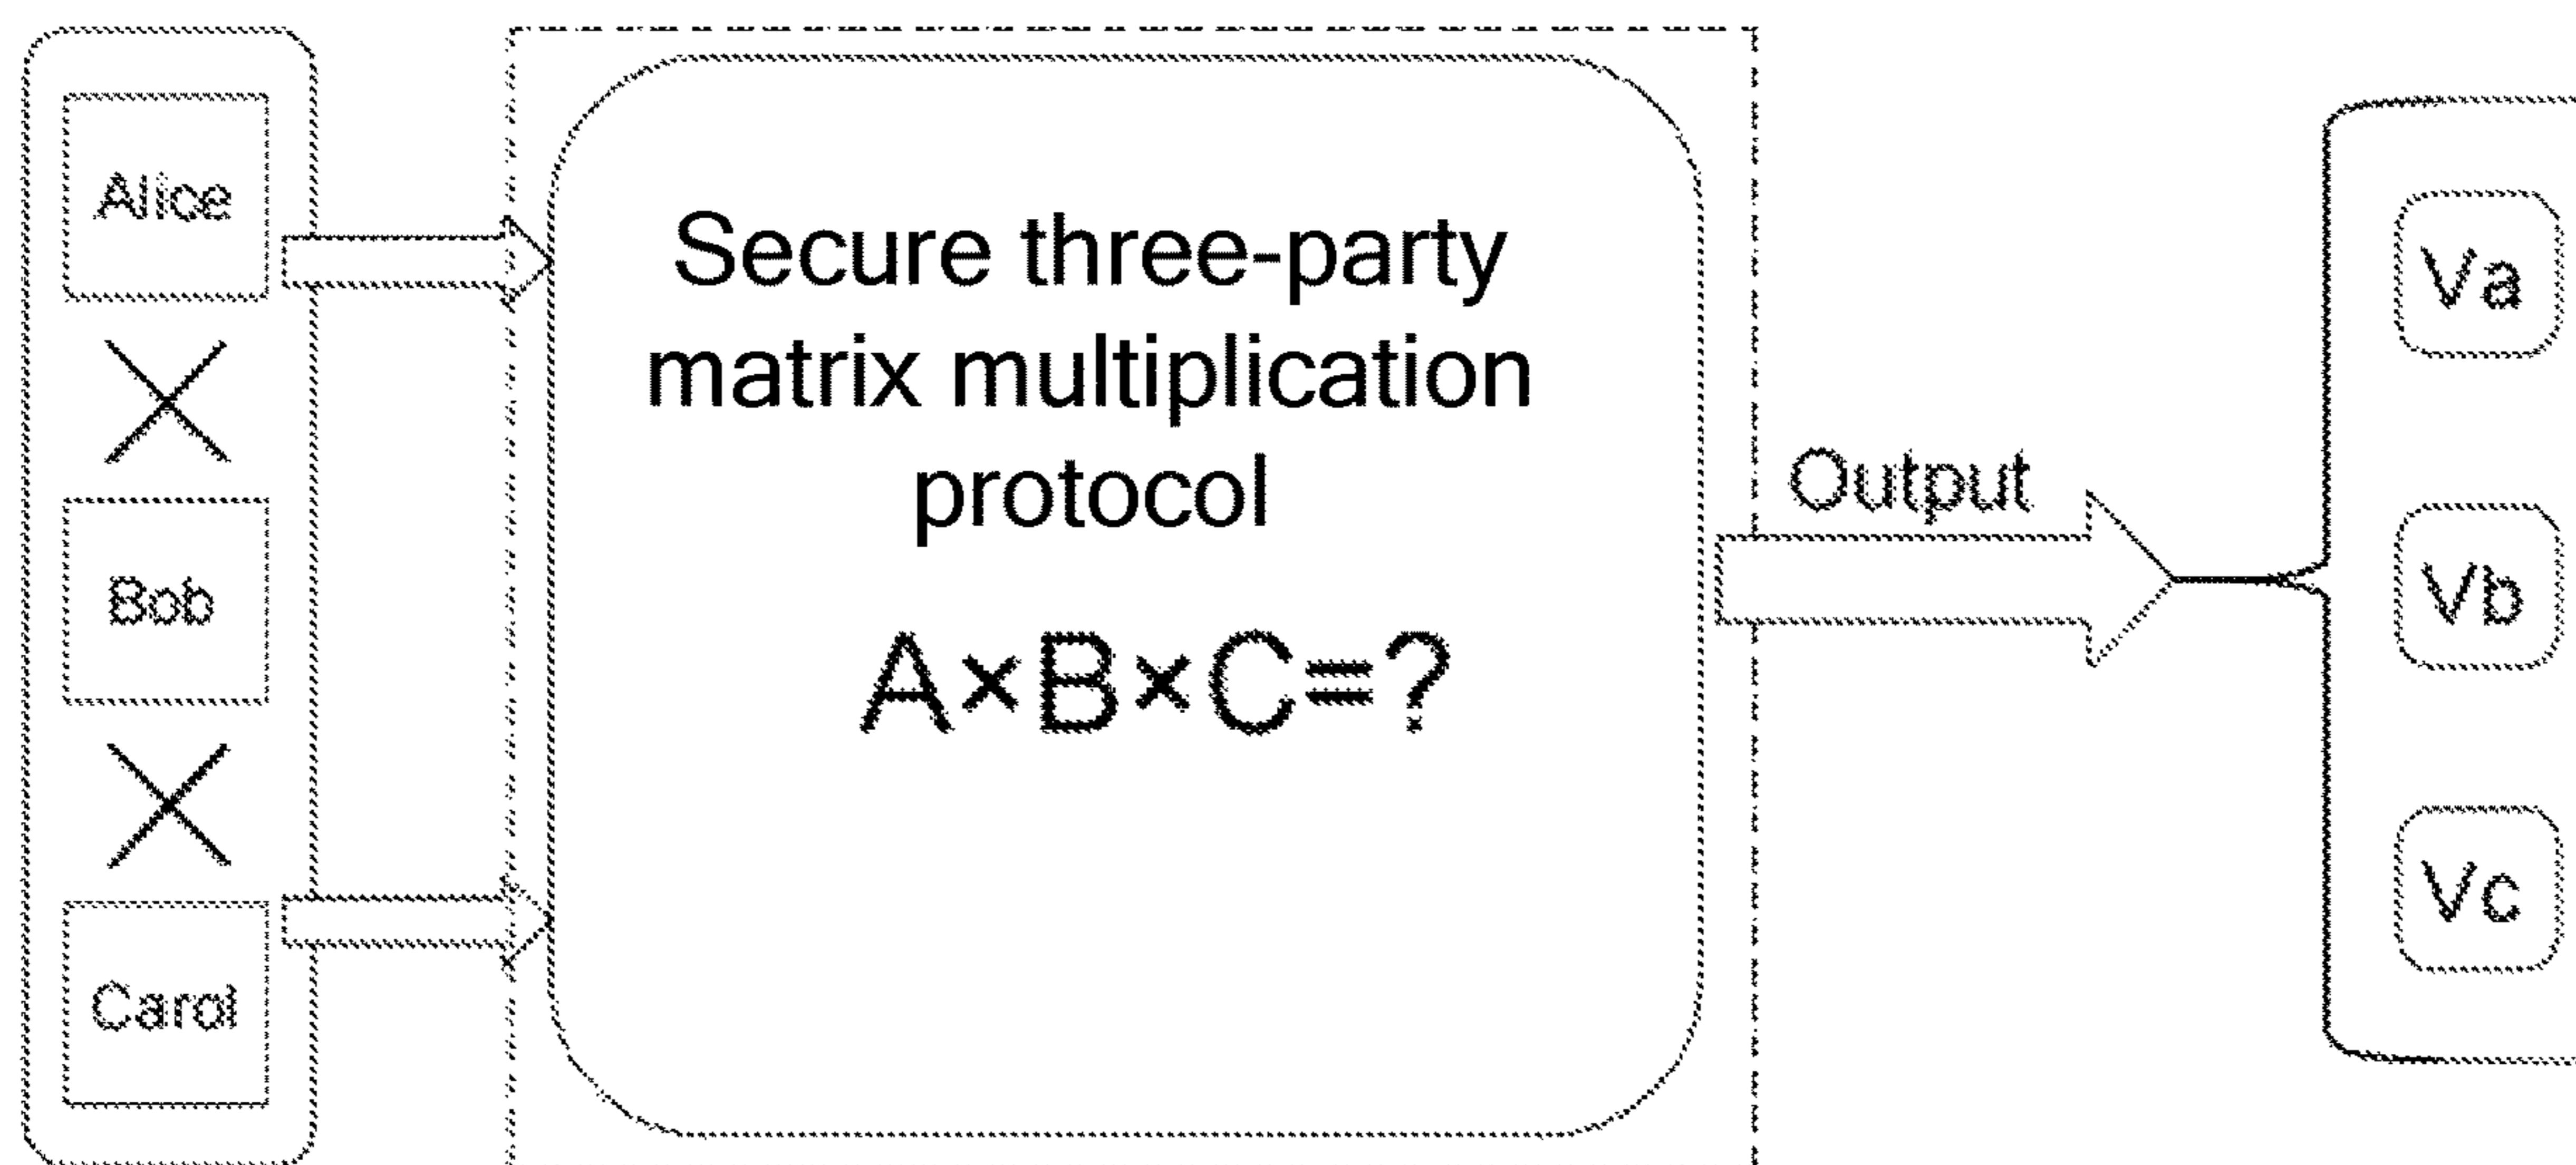 Alice
Bob
Carol
Secure three-party
matrix multiplication
protocol
A×B×C=?
Output
Va
Vb
Vc